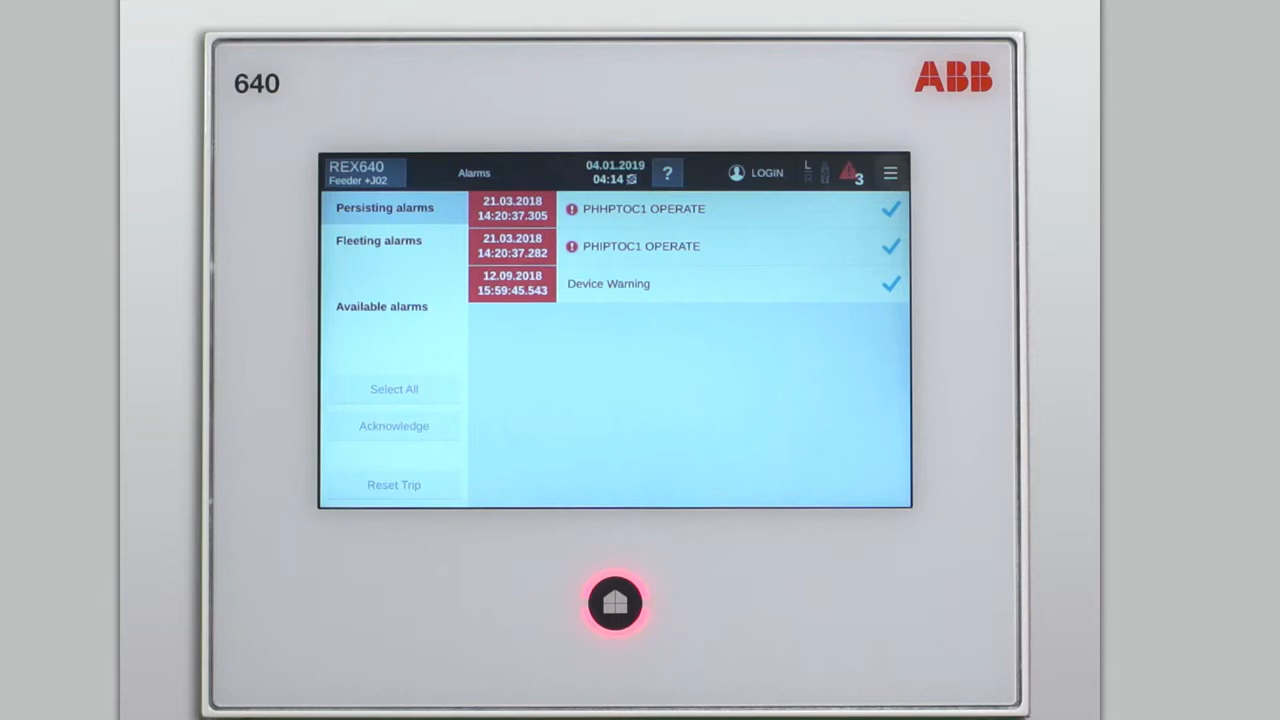 640
ABB
REX640
Feeder +J02
Alarms
04.01.2019
04:14
?
LOGIN
L
3
Persisting alarms
Fleeting alarms
Available alarms
Select All
Acknowledge
Reset Trip
21.03.2018
14:20:37.305
PHHPTOC1 OPERATE
21.03.2018
14:20:37.282
PHIPTOC1 OPERATE
12.09.2018
15:59:45.543
Device Warning